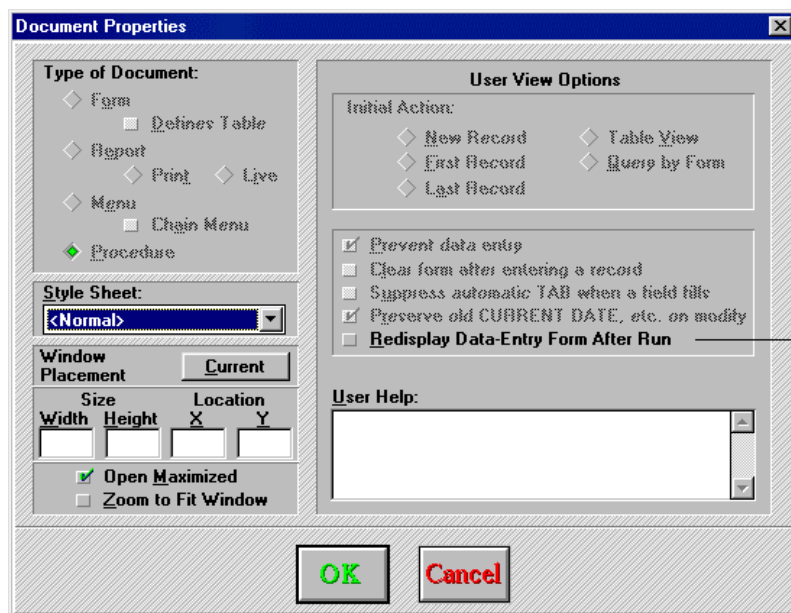 Document Properties
Type of Document:
Form
Defines Table
Report
Print Live
Menu
Chain Menu
Procedure
Style Sheet:
<Normal>
Window
Placement
Current
Size Location
Width Height X Y
Open Maximized
Zoom to Fit Window
User View Options
Initial Action:
New Record Table View
First Record Query by Form
Last Record
Prevent data entry
Clear form after entering a record
Suppress automatic TAB when a field fills
Preserve old CURRENT DATE, etc. on modify
Redisplay Data-Entry Form After Run
User Help:
OK Cancel